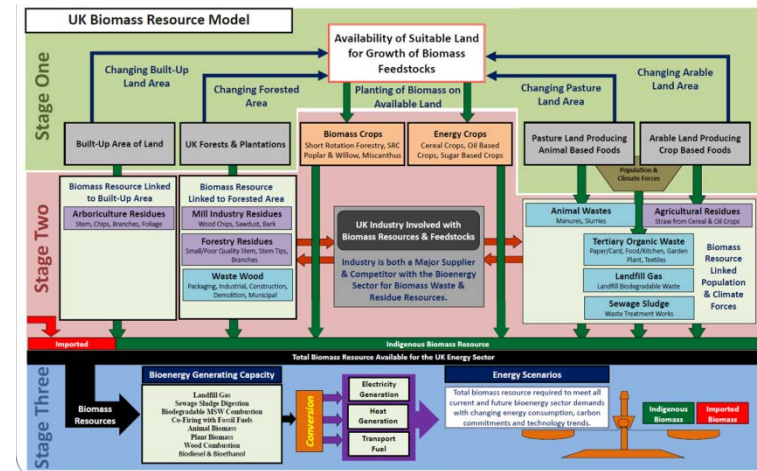 UK Biomass Resource Model
Stage One
Availability of Suitable Land
for Growth of Biomass
Feedstocks
Changing Built-Up
Land Area
Changing Forested
Area
Planting of Biomass on
Available Land
Changing Pasture
Land Area
Changing Arable
Land Area
Built-Up Area of Land
UK Forests & Plantations
Biomass Crops
Short Rotation Forestry, SRC
Poplar & Willow, Miscanthus
Energy Crops
Cereal Crops, Oil Based
Crops, Sugar Based Crops
Pasture Land Producing
Animal Based Foods
Arable Land Producing
Crop Based Foods
Population &
Climate Forces
Stage Two
Biomass Resource Linked
to Built-Up Area
Arboriculture Residues
Stem, Chips, Branches, Foliage
Biomass Resource
Linked to Forested Area
Mill Industry Residues
Wood Chips, Sawdust, Bark
Forestry Residues
Small/Poor Quality Stem, Stem Tips,
Branches
Waste Wood
Packaging, Industrial, Construction,
Demolition, Municipal
UK Industry Involved with
Biomass Resources & Feedstocks
Industry is both a Major Supplier
& Competitor with the Bioenergy
Sector for Biomass Waste &
Residue Resources.
Animal Wastes
Manures, Slurries
Agricultural Residues
Straw from Cereal & Oil Crops
Tertiary Organic Waste
Paper/Card, Food/Kitchen, Garden
Plant, Textiles
Landfill Gas
Landfill Biodegradable Waste
Sewage Sludge
Waste Treatment Works
Biomass
Resource
Linked
Population
& Climate
Forces
Imported
Indigenous Biomass Resource
Total Biomass Resource Available for the UK Energy Sector
Stage Three
Biomass
Resources
Bioenergy Generating Capacity
Landfill Gas
Sewage Sludge Digestion
Biodegradable MSW Combustion
Co-Firing with Fossil Fuels
Animal Biomass
Plant Biomass
Wood Combustion
Biodiesel & Bioethanol
Conversion
Electricity
Generation
Heat
Generation
Transport
Fuel
Energy Scenarios
Total biomass resource required to meet all
current and future bioenergy sector demands
with changing energy consumption, carbon
commitments and technology trends.
Indigenous
Biomass
Imported
Biomass